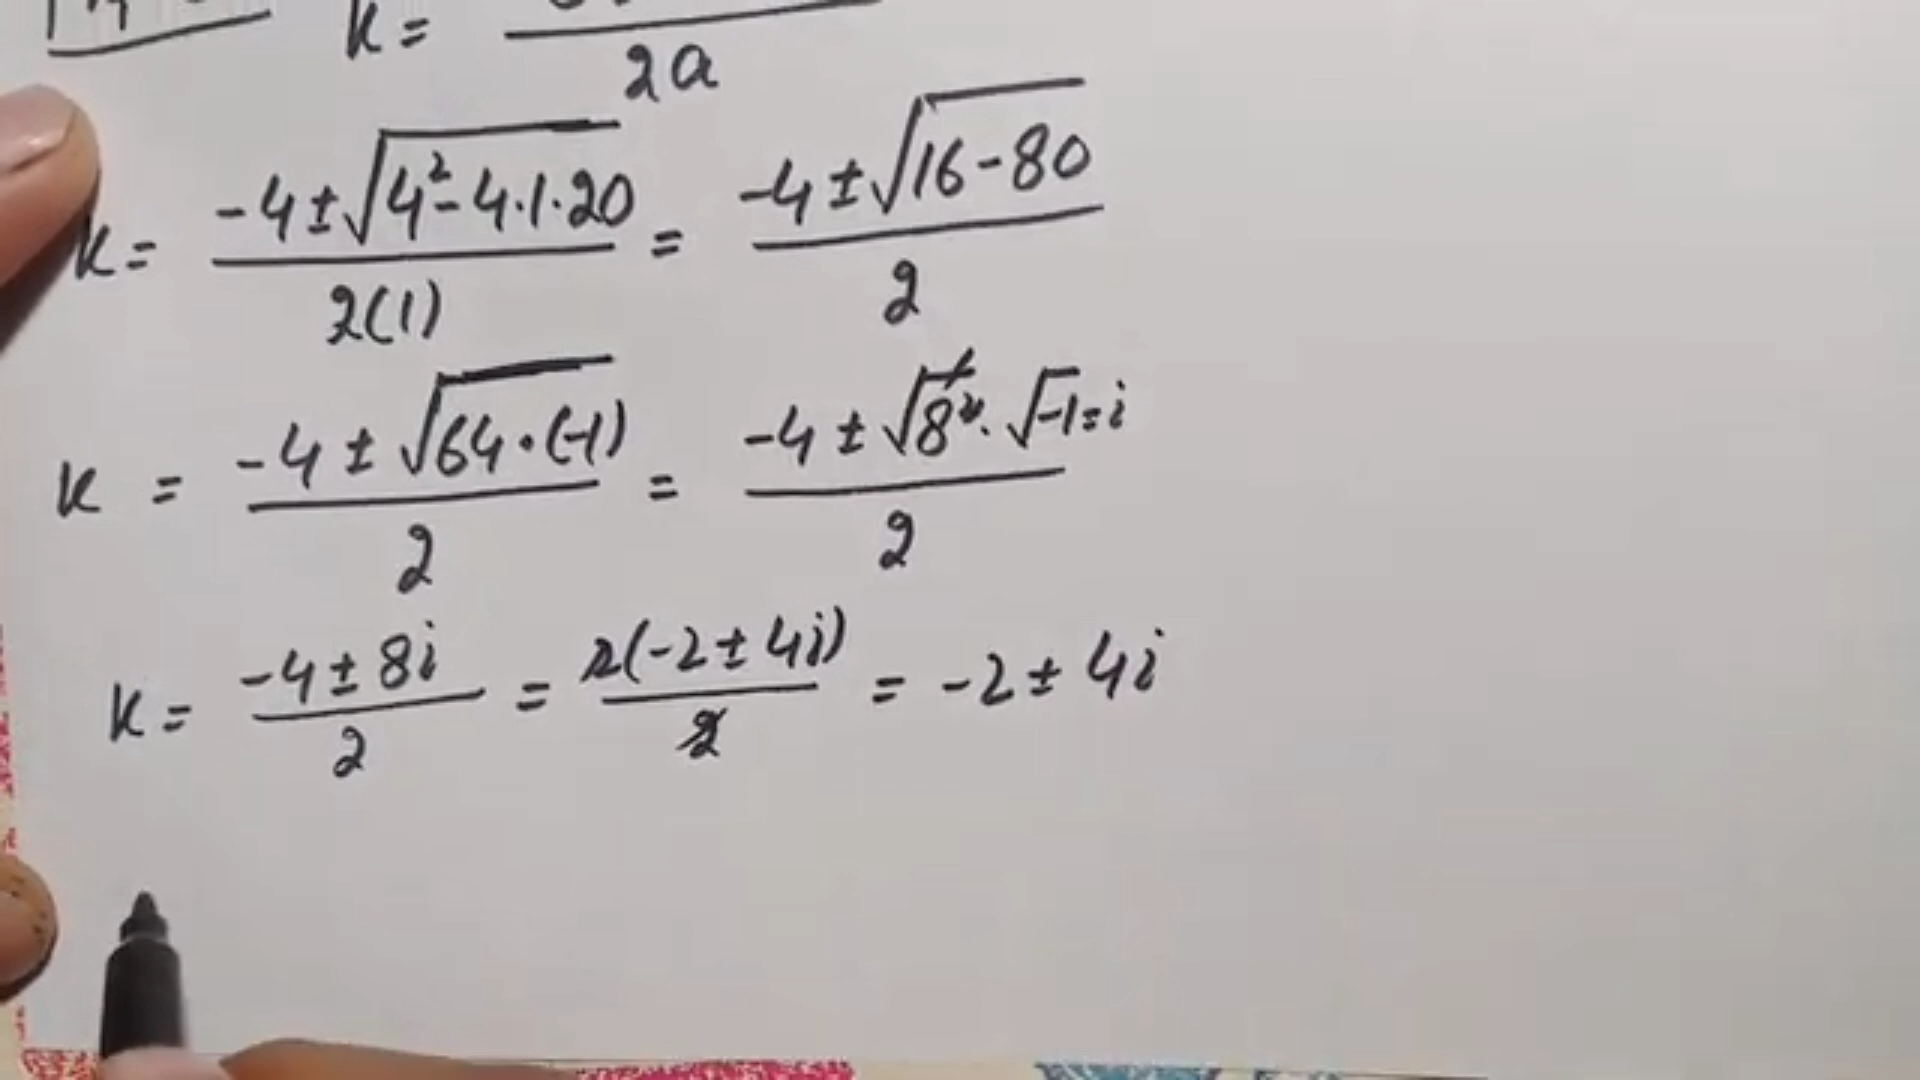 k = / 2a
k = (-4 ± √(4² - 4·1·20)) / 2(1) = (-4 ± √(16 - 80)) / 2
k = (-4 ± √(64·(-1))) / 2 = (-4 ± √(8²)·√-1 = i) / 2
k = (-4 ± 8i) / 2 = 2(-2 ± 4i) / 2 = -2 ± 4i